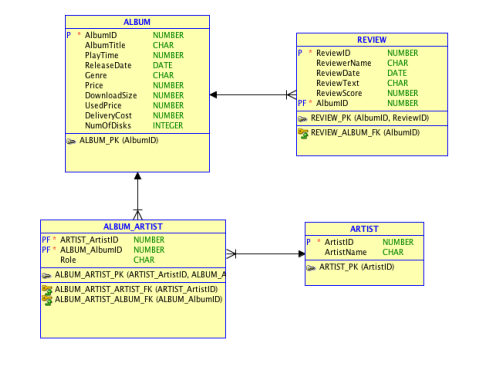 ALBUM
P * AlbumID NUMBER
AlbumTitle CHAR
PlayTime NUMBER
ReleaseDate DATE
Genre CHAR
Price NUMBER
DownloadSize NUMBER
UsedPrice NUMBER
DeliveryCost NUMBER
NumOfDisks INTEGER
ALBUM_PK (AlbumID)
REVIEW
P * ReviewID NUMBER
ReviewerName CHAR
ReviewDate DATE
ReviewText CHAR
ReviewScore NUMBER
PF * AlbumID NUMBER
REVIEW_PK (AlbumID, ReviewID)
REVIEW_ALBUM_FK (AlbumID)
ALBUM_ARTIST
PF * ARTIST_ArtistID NUMBER
PF * ALBUM_AlbumID NUMBER
Role CHAR
ALBUM_ARTIST_PK (ARTIST_ArtistID, ALBUM_A
ALBUM_ARTIST_ARTIST_FK (ARTIST_ArtistID)
ALBUM_ARTIST_ALBUM_FK (ALBUM_AlbumID)
ARTIST
P * ArtistID NUMBER
ArtistName CHAR
ARTIST_PK (ArtistID)